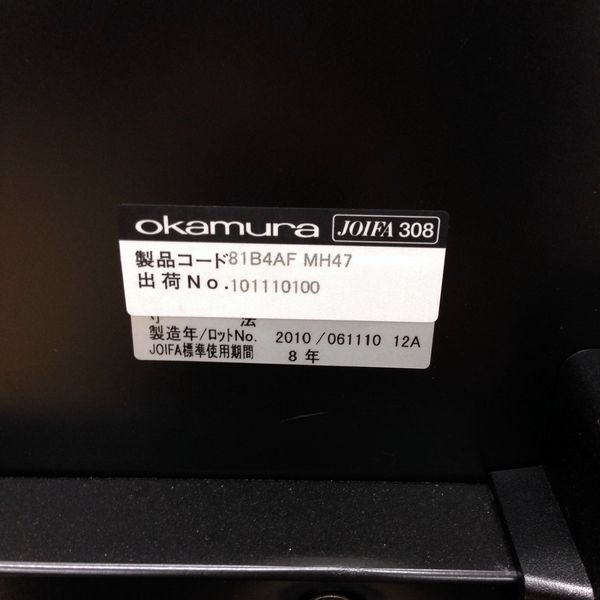 okamura JOIFA 308
製品コード81B4AF MH47
出荷No.101110100
寸 法
製造年/ロットNo. 2010/061110 12A
JOIFA標準使用期間 8年